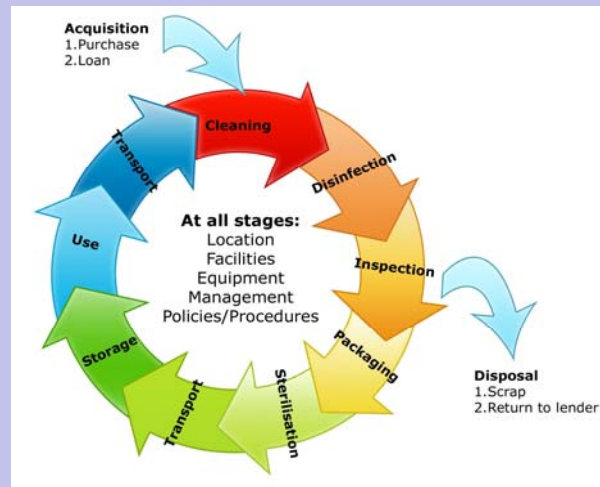 Acquisition
1.Purchase
2.Loan
Cleaning
Disinfection
Inspection
Packaging
Sterilisation
Transport
Storage
Use
Transport
At all stages:
Location
Facilities
Equipment
Management
Policies/Procedures
Disposal
1.Scrap
2.Return to lender